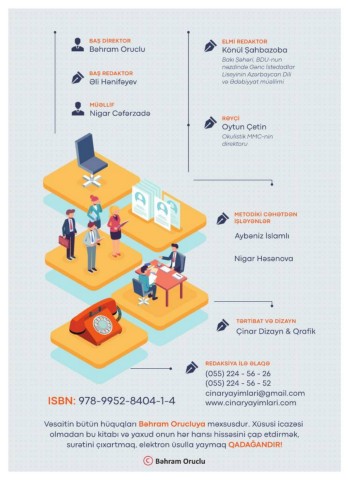 BAŞ DİREKTOR
Bəhram Oruclu
BAŞ REDAKTOR
Əli Hənifəyev
MÜƏLLİF
Nigar Cəfərzadə
ELMİ REDAKTOR
Könül Şahbazoba
Bakı Şəhəri, BDU-nun
nəzdində Gənc İstedadlar
Liseyinin Azərbaycan Dili
və Ədəbiyyat müəllimi
RƏYÇİ
Oytun Çetin
Okulistik MMC-nin
direktoru
METODİKİ CƏHƏTDƏN
İŞLƏYƏNLƏR
Aybəniz İslamlı
Nigar Həsənova
TƏRTİBAT VƏ DİZAYN
Çinar Dizayn & Qrafik
REDAKSİYA İLƏ ƏLAQƏ
(055) 224 - 56 - 26
(055) 224 - 56 - 52
cinaryayimlari@gmail.com
www.cinaryayimlari.com
ISBN: 978-9952-8404-1-4
Vəsaitin bütün hüquqları Bəhram Orucluya məxsusdur. Xüsusi icazəsi
olmadan bu kitabı və yaxud onun hər hansı hissəsini çap etdirmək,
surətini çıxartmaq, elektron üsulla yaymaq QADAĞANDIR!
© Bəhram Oruclu